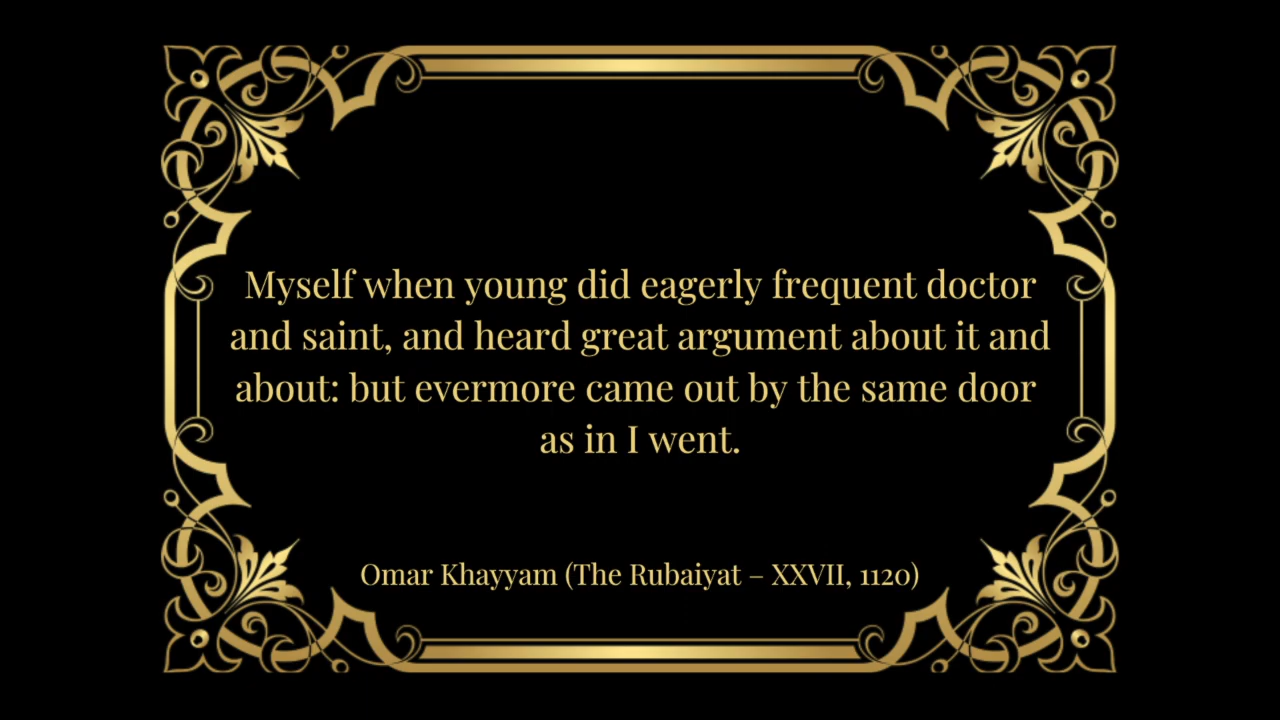 Myself when young did eagerly frequent doctor
and saint, and heard great argument about it and
about: but evermore came out by the same door
as in I went.
Omar Khayyam (The Rubaiyat – XXVII, 1120)